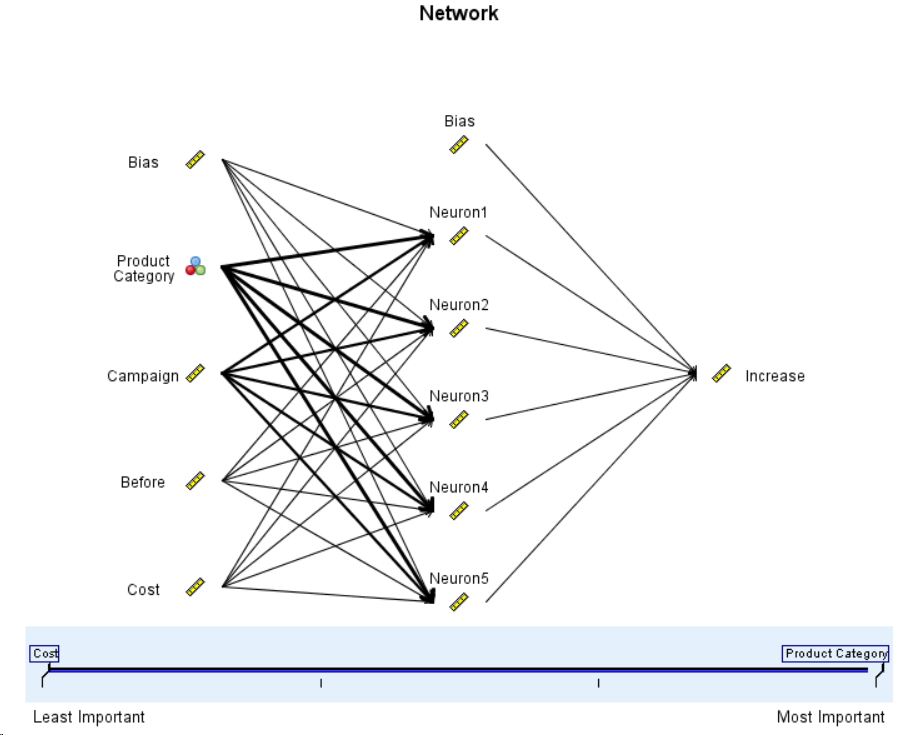 Network
Bias
Bias
Neuron1
Product
Category
Neuron2
Campaign
Increase
Neuron3
Before
Neuron4
Cost
Neuron5
Cost
Product Category
Least Important
Most Important